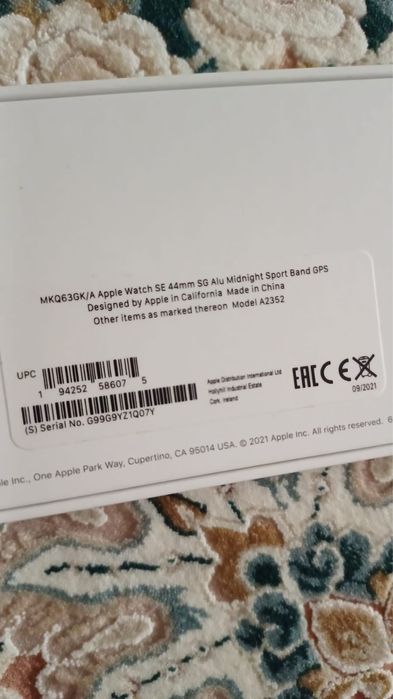 MKQ63GK/A Apple Watch SE 44mm SG Alu Midnight Sport Band GPS
Designed by Apple in California Made in China
Other items as marked thereon Model A2352
UPC
1 94252 58607 5
(S) Serial No. G99G9YZ1Q07Y
Apple Distribution International Ltd
Hollyhill Industrial Estate
Cork, Ireland
EAC CE
09/2021
Inc., One Apple Park Way, Cupertino, CA 95014 USA. © 2021 Apple Inc. All rights reserved.